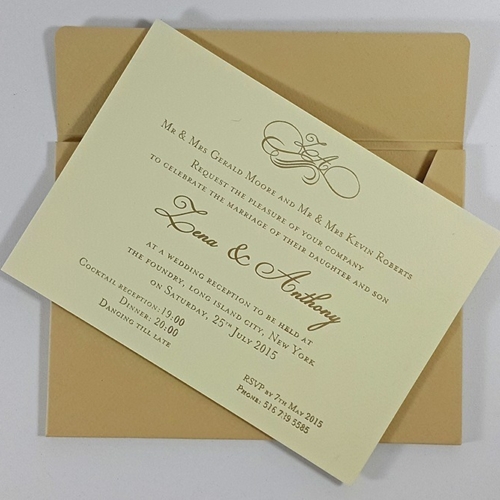 ZA
Mr & Mrs Gerald Moore and Mr & Mrs Kevin Roberts
Request the pleasure of your company
to celebrate the marriage of their daughter and son
Zena & Anthony
at a wedding reception to be held at
the Foundry, Long Island City, New York
on Saturday, 25th July 2015
Cocktail reception: 19:00
Dinner: 20:00
Dancing till late
RSVP by 7th May 2015
Phone: 516 719 5585